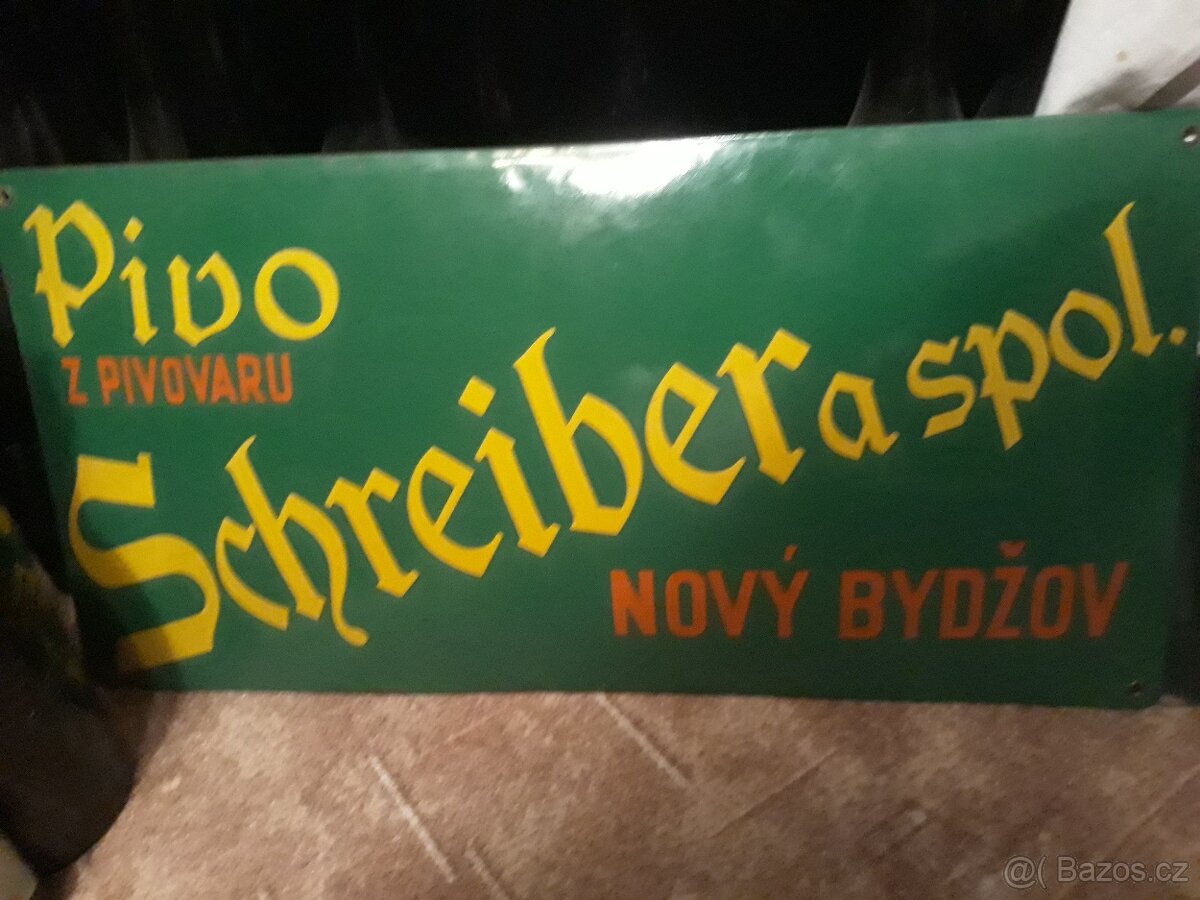 Pivo
Z PIVOVARU
Schreiber a spol.
NOVÝ BYDŽOV
@( Bazos.cz